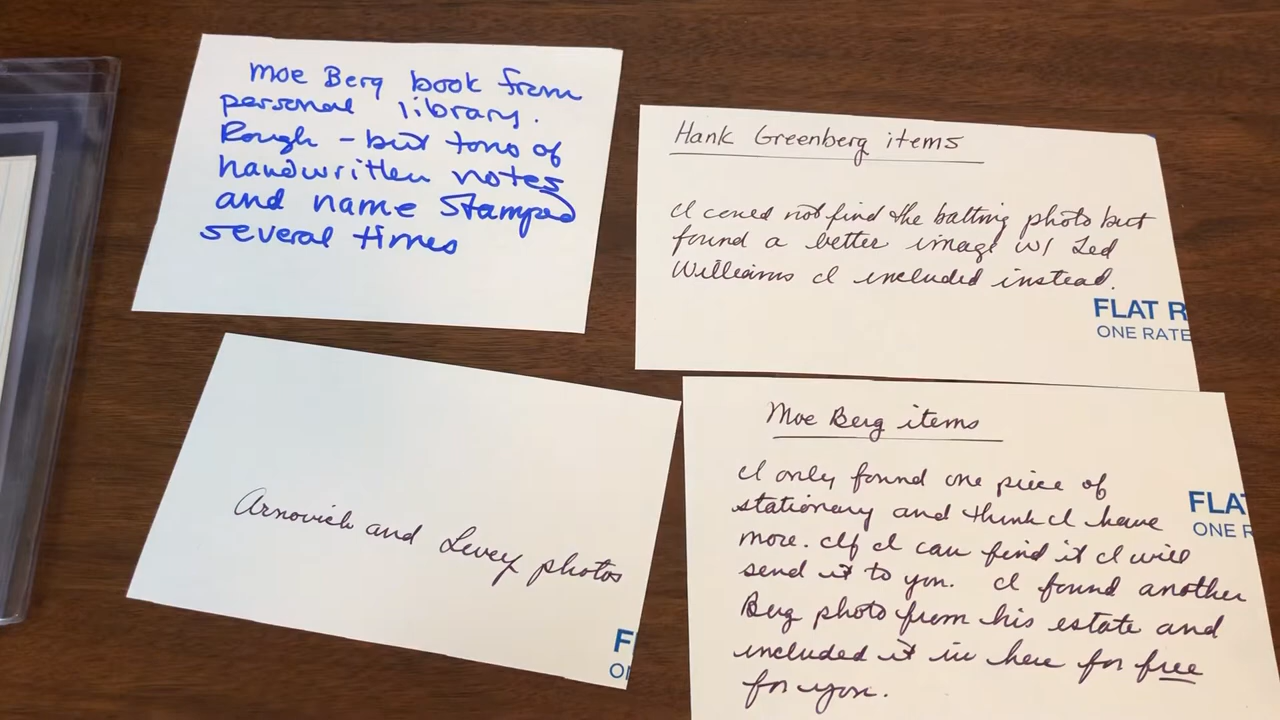 Moe Berg book from
personal library.
Rough - but tons of
handwritten notes
and name stamped
several times
Hank Greenberg items
I coued not find the batting photo but
found a better image w/ Ted
Williams I included instead.
FLAT R
ONE RATE
Arnovich and Levey photos
F
O
Moe Berg items
I only found one piece of
stationary and think I have
more. If I can find it I will
send it to you. I found another
Berg photo from his estate and
included it in here for free
for you.
FLAT
ONE R